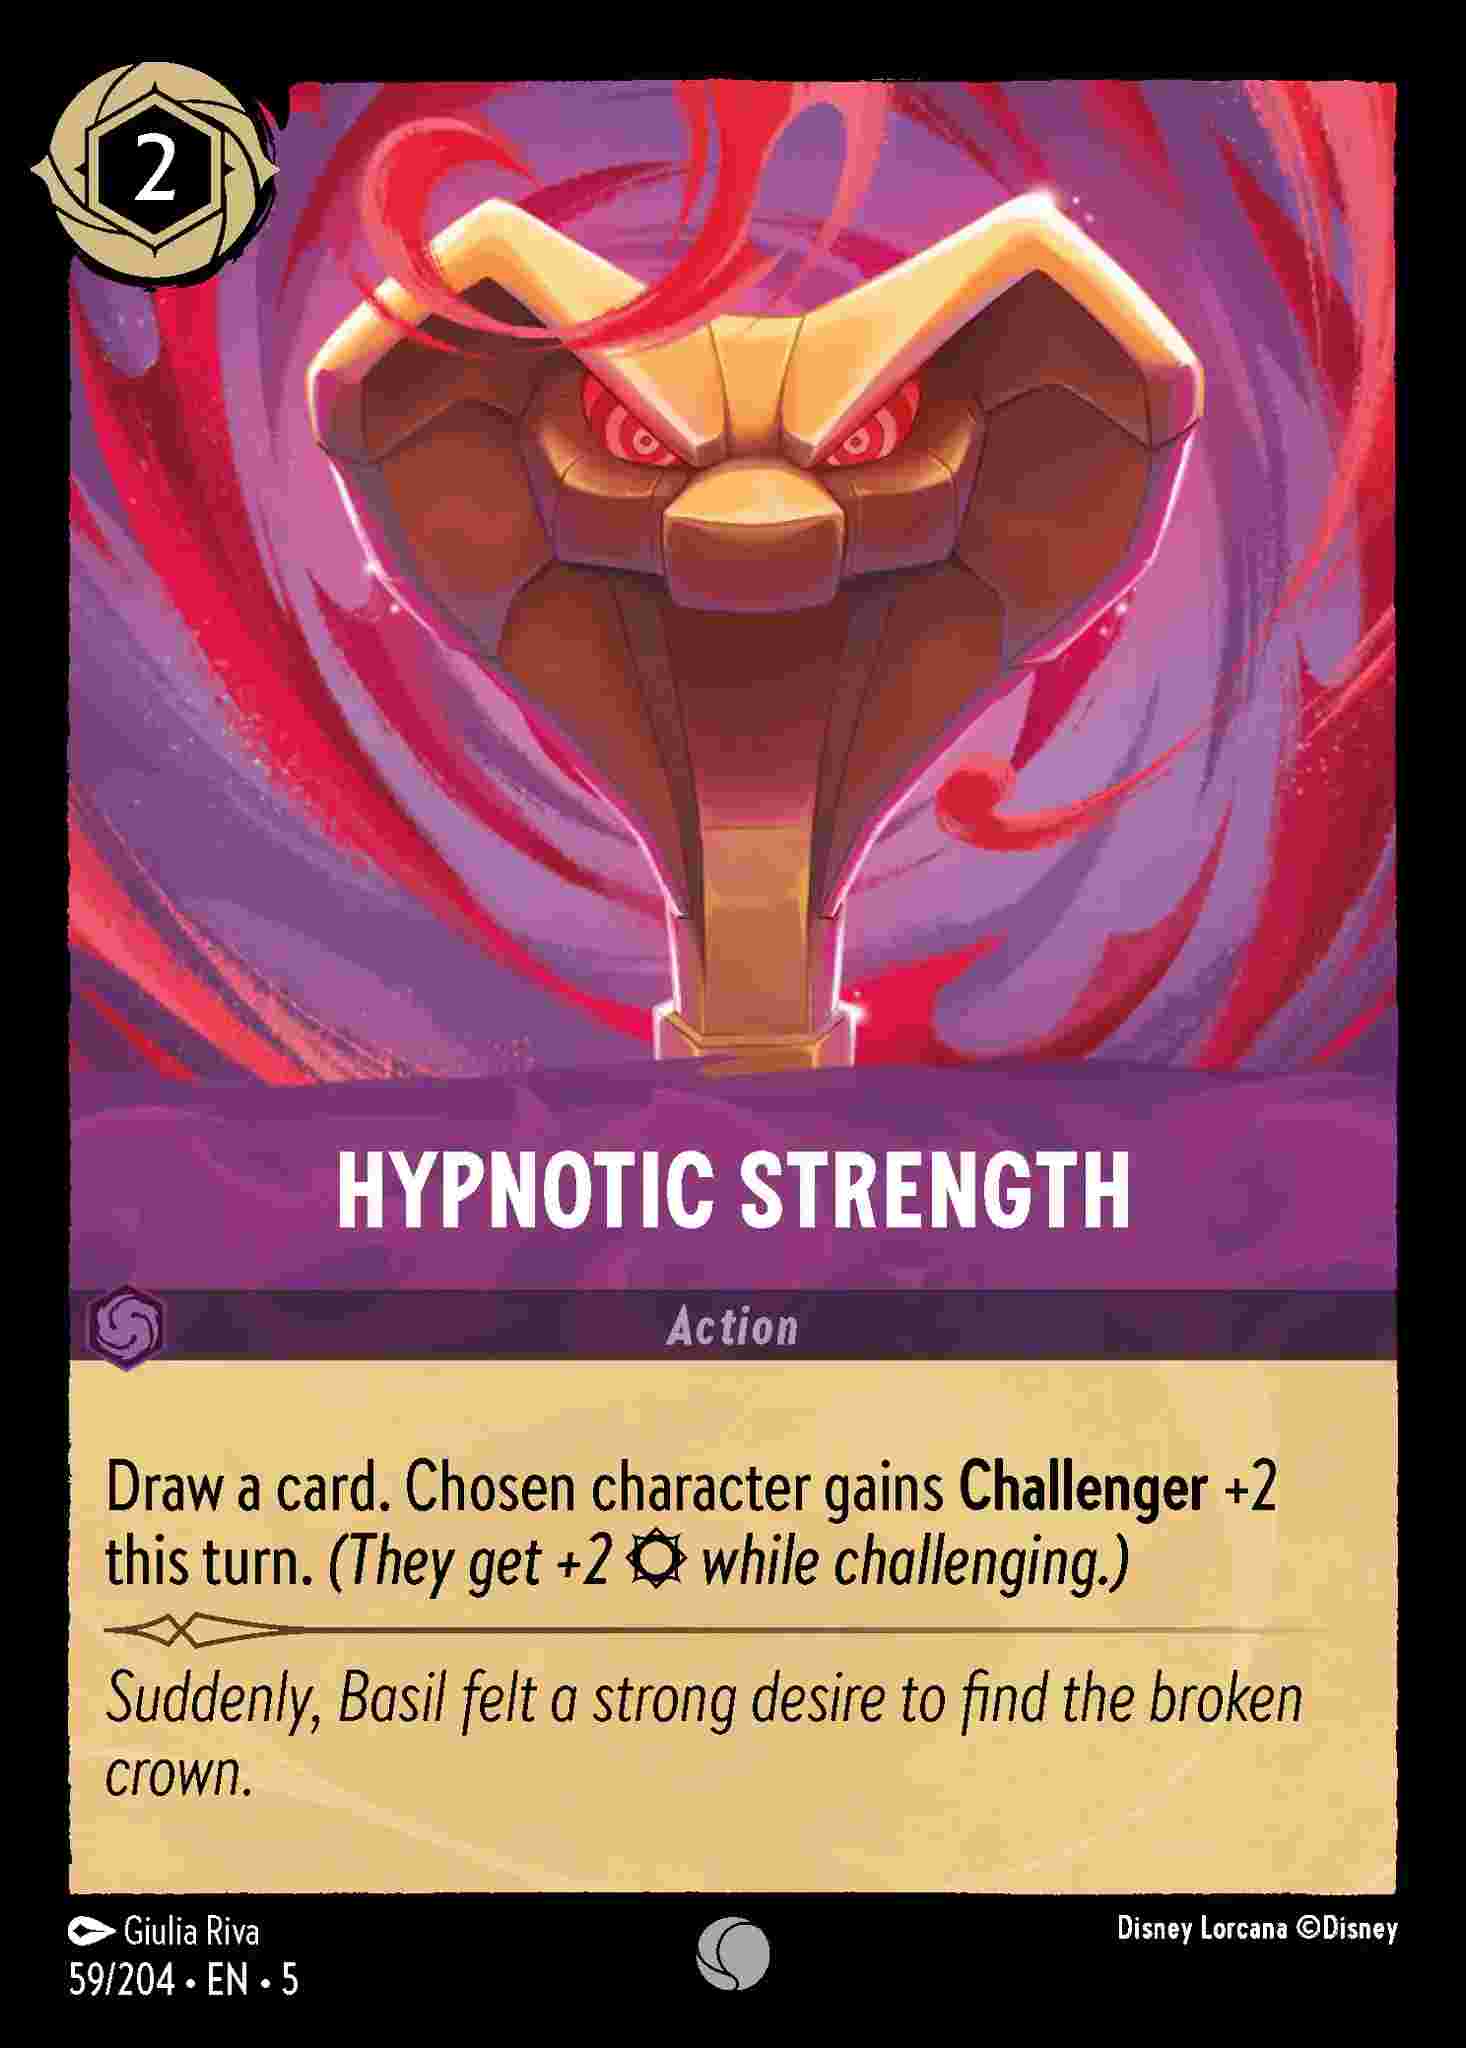 2
HYPNOTIC STRENGTH
Action
Draw a card. Chosen character gains Challenger +2
this turn. (They get +2 while challenging.)
Suddenly, Basil felt a strong desire to find the broken
crown.
Giulia Riva
Disney Lorcana ©Disney
59/204 • EN • 5